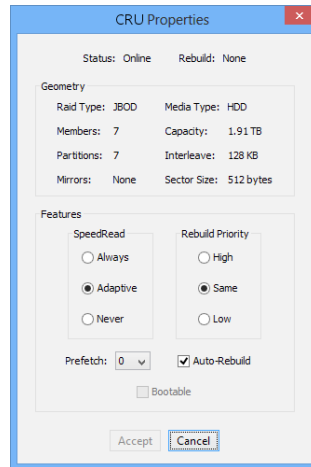 CRU Properties
Status: Online Rebuild: None
Geometry
Raid Type: JBOD Media Type: HDD
Members: 7 Capacity: 1.91 TB
Partitions: 7 Interleave: 128 KB
Mirrors: None Sector Size: 512 bytes
Features
SpeedRead Rebuild Priority
Always High
Adaptive Same
Never Low
Prefetch: 0 Auto-Rebuild
Bootable
Accept Cancel